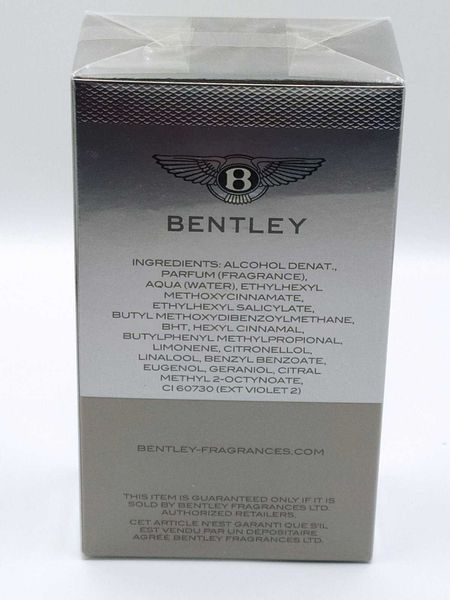 B
BENTLEY
INGREDIENTS: ALCOHOL DENAT.,
PARFUM (FRAGRANCE),
AQUA (WATER), ETHYLHEXYL
METHOXYCINNAMATE,
ETHYLHEXYL SALICYLATE,
BUTYL METHOXYDIBENZOYLMETHANE,
BHT, HEXYL CINNAMAL,
BUTYLPHENYL METHYLPROPIONAL,
LIMONENE, CITRONELLOL,
LINALOOL, BENZYL BENZOATE,
EUGENOL, GERANIOL, CITRAL
METHYL 2-OCTYNOATE,
CI 60730 (EXT VIOLET 2)
BENTLEY-FRAGRANCES.COM
THIS ITEM IS GUARANTEED ONLY IF IT IS
SOLD BY BENTLEY FRAGRANCES LTD.
AUTHORIZED RETAILERS.
CET ARTICLE N'EST GARANTI QUE S'IL
EST VENDU PAR UN DÉPOSITAIRE
AGRÉÉ BENTLEY FRAGRANCES LTD.